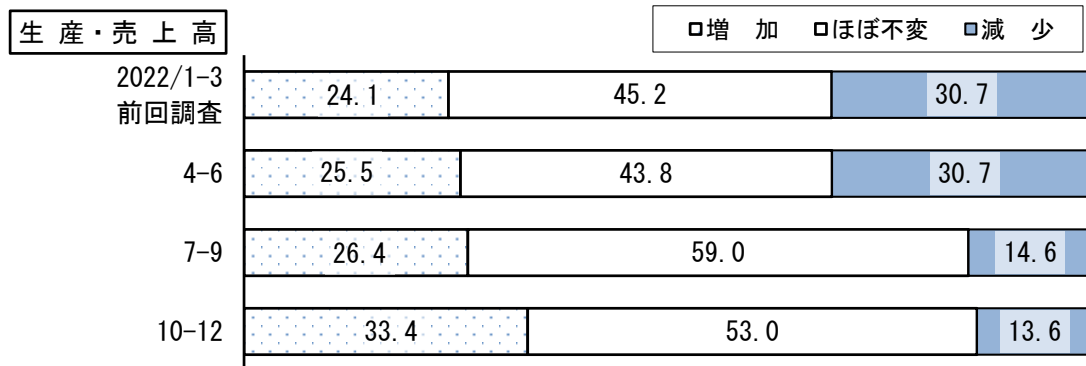 生産・売上高
□増 加 □ほぼ不変 ■減 少
2022/1-3
前回調査
24.1 45.2 30.7
4-6 25.5 43.8 30.7
7-9 26.4 59.0 14.6
10-12 33.4 53.0 13.6